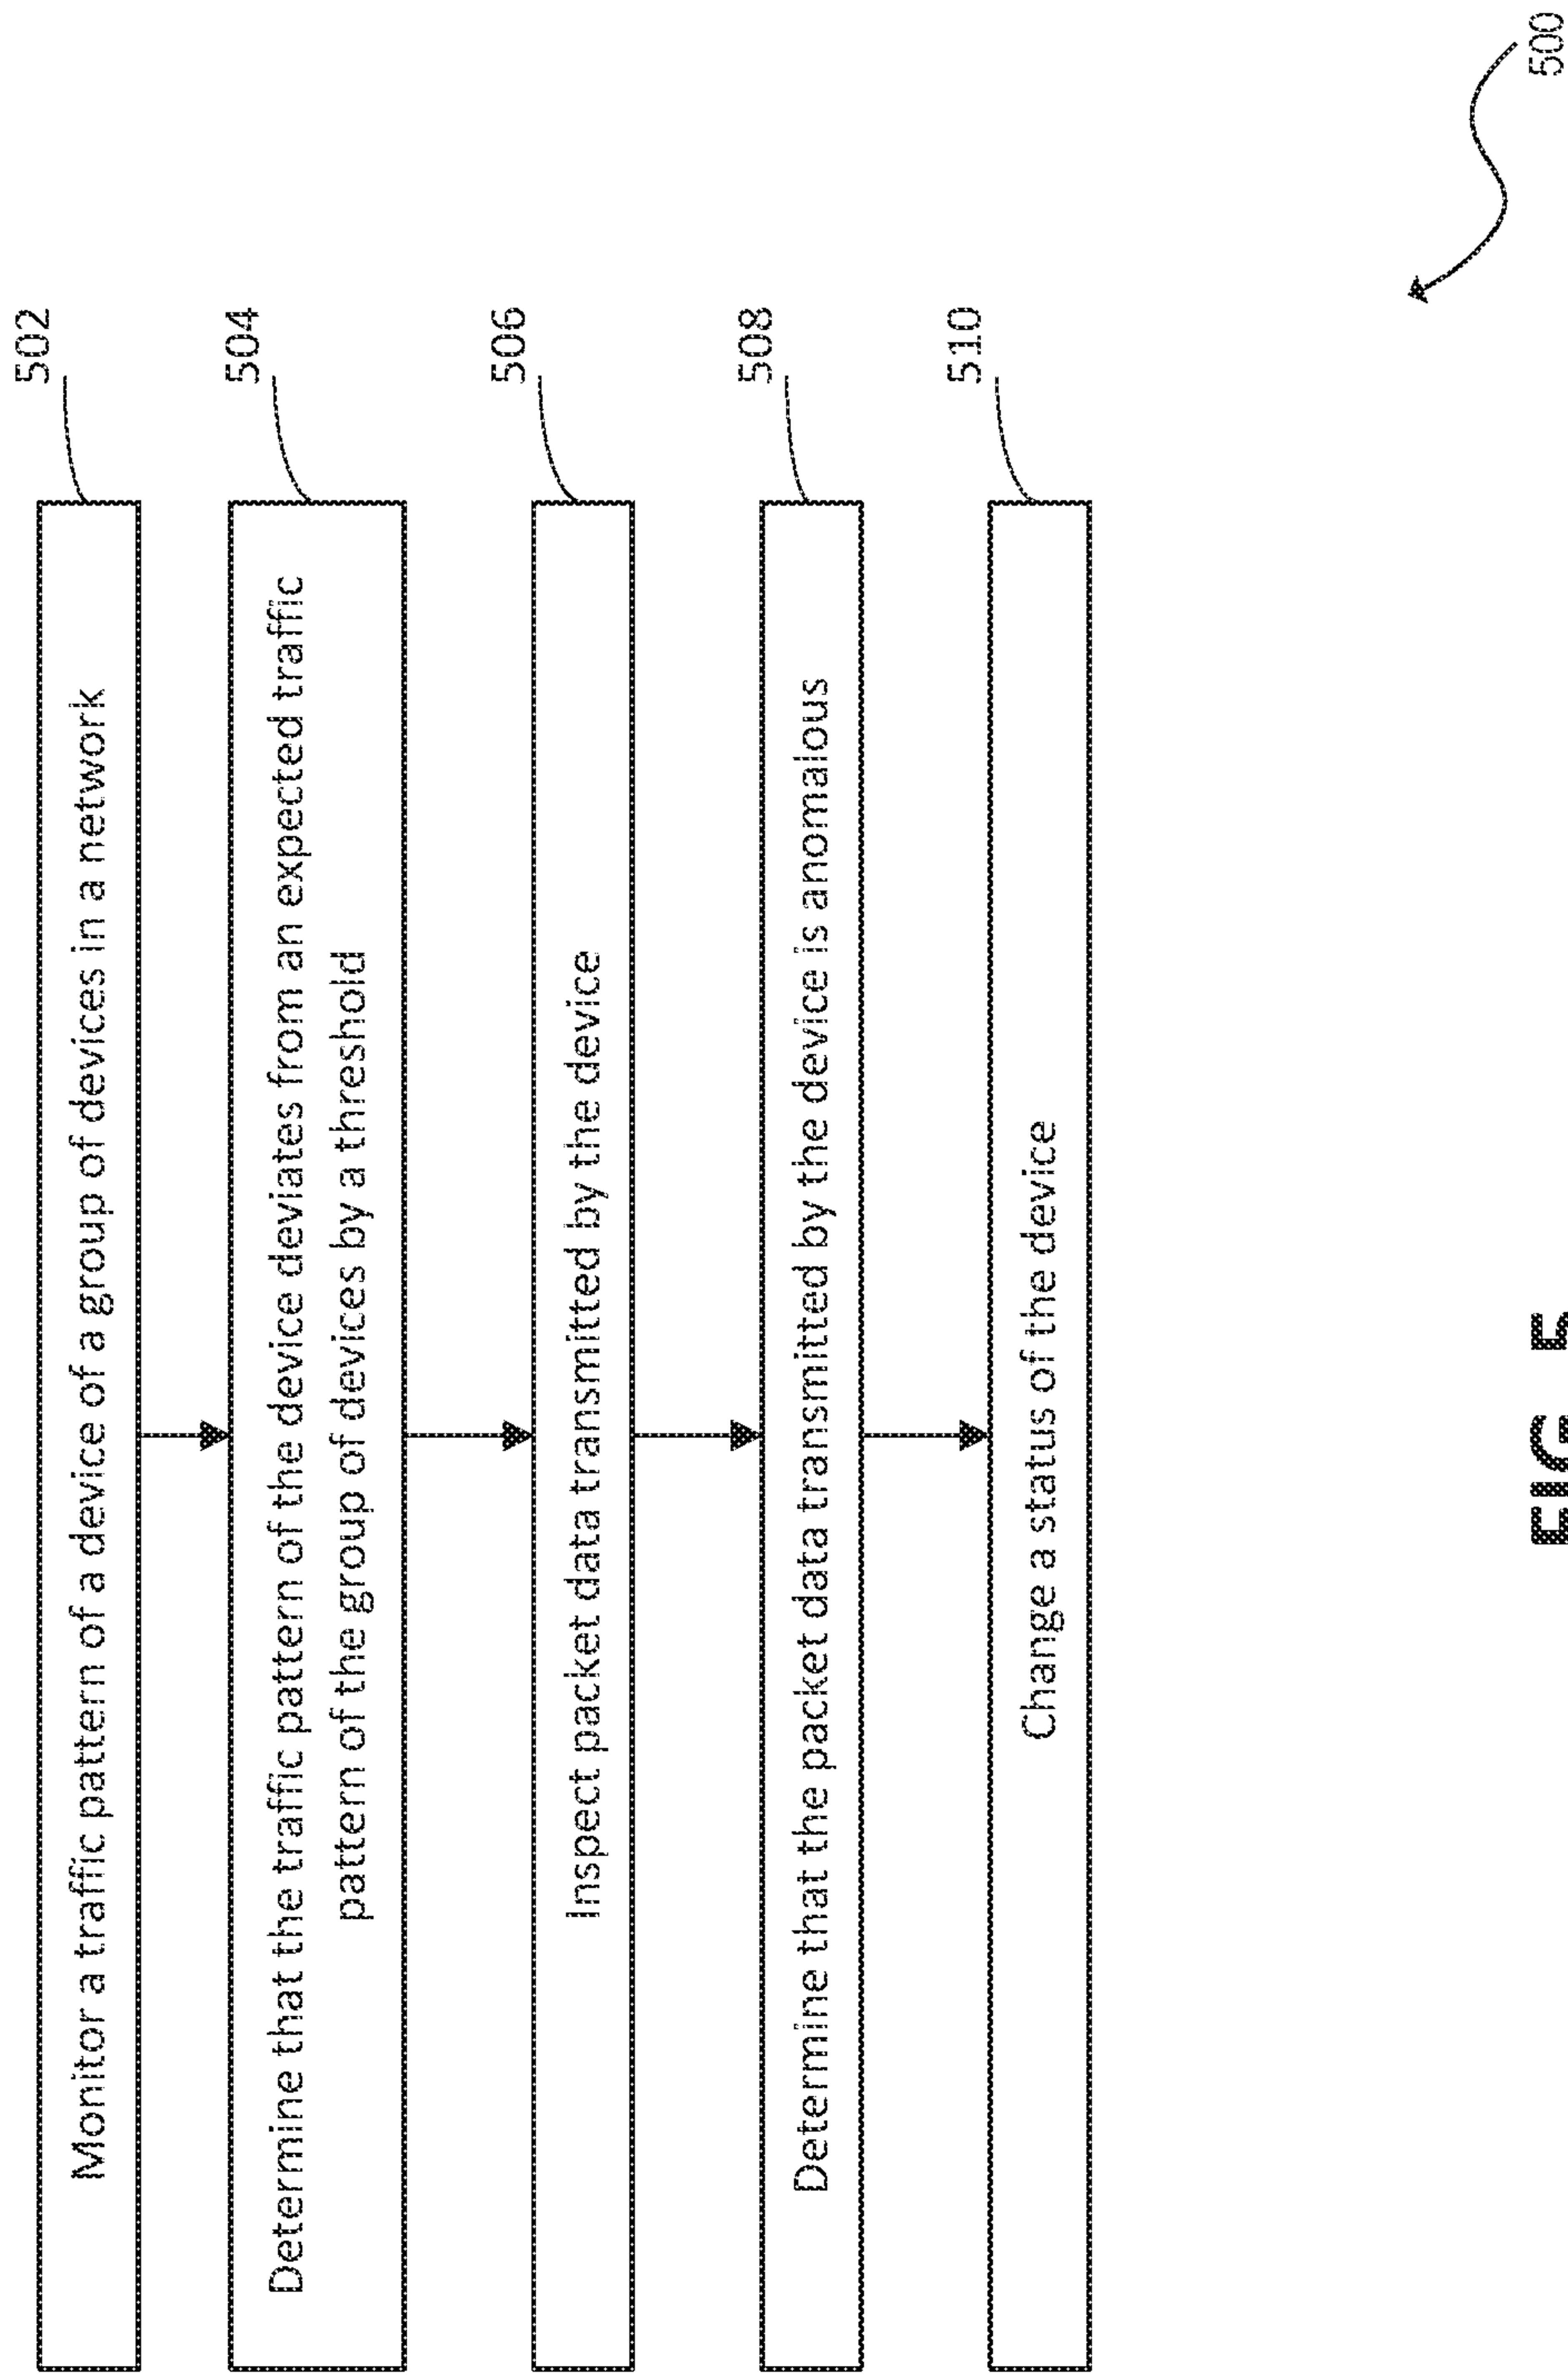 502
Monitor a traffic pattern of a device of a group of devices in a network
504
Determine that the traffic pattern of the device deviates from an expected traffic
pattern of the group of devices by a threshold
506
Inspect packet data transmitted by the device
508
Determine that the packet data transmitted by the device is anomalous
510
Change a status of the device
500
FIG. 5